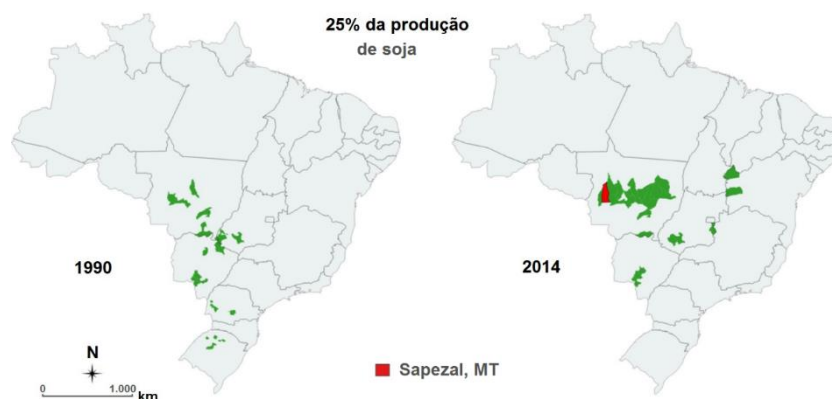 25% da produção
de soja
1990
2014
N
0 1.000 km
Sapezal, MT